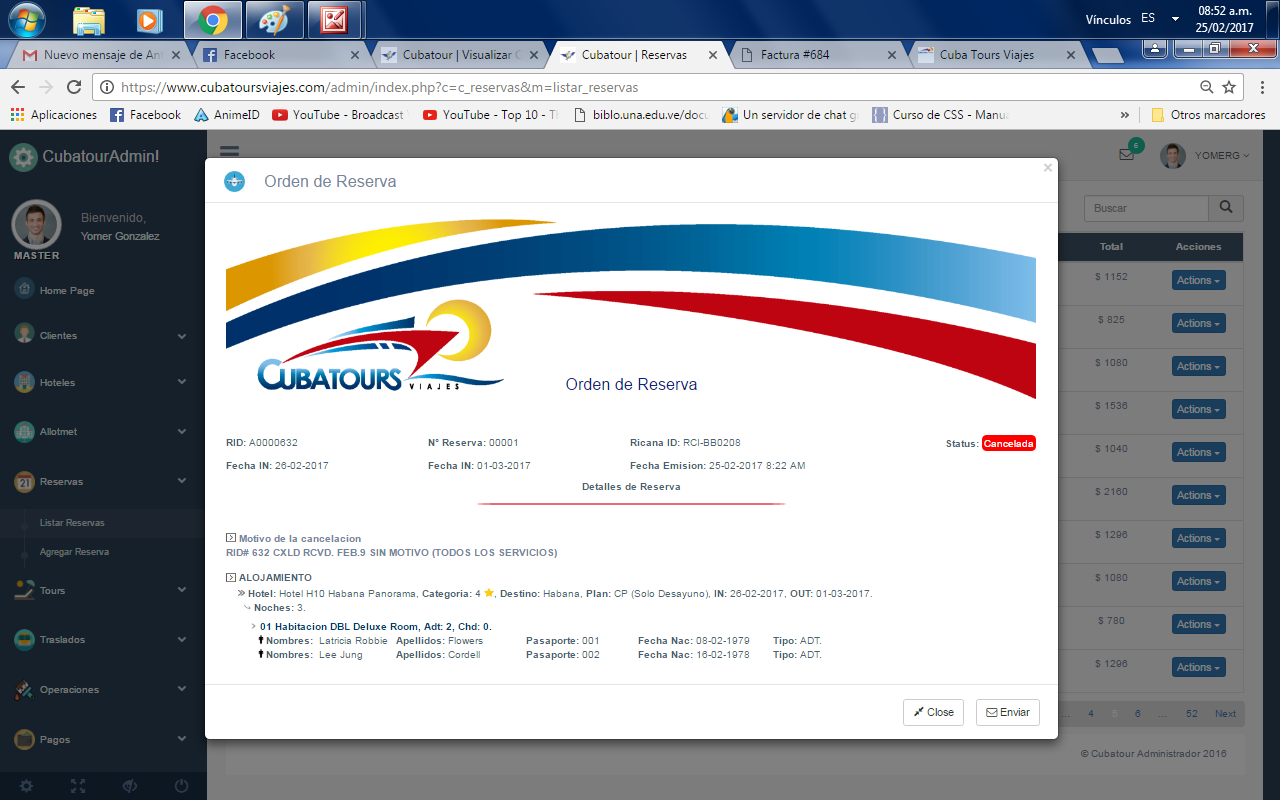 Vínculos ES 08:52 a.m.
25/02/2017
Nuevo mensaje de Ant
Facebook
Cubatour | Visualizar
Cubatour | Reservas
Factura #684
Cuba Tours Viajes
https://www.cubatoursviajes.com/admin/index.php?c=c_reservas&m=listar_reservas
Aplicaciones Facebook AnimeID YouTube - Broadcast YouTube - Top 10 - biblo.una.edu.ve/docu Un servidor de chat Curso de CSS - Manua » Otros marcadores
CubatourAdmin!
6 YOMERG
Bienvenido,
Yomer Gonzalez
MASTER
Home Page
Clientes
Hoteles
Allotmet
Reservas
Listar Reservas
Agregar Reserva
Tours
Traslados
Operaciones
Pagos
Orden de Reserva ×
CUBATOURS
VIAJES
Orden de Reserva
RID: A0000632 N° Reserva: 00001 Ricana ID: RCI-BB0208 Status: Cancelada
Fecha IN: 26-02-2017 Fecha IN: 01-03-2017 Fecha Emision: 25-02-2017 8:22 AM
Detalles de Reserva
Motivo de la cancelacion
RID# 632 CXLD RCVD. FEB.9 SIN MOTIVO (TODOS LOS SERVICIOS)
ALOJAMIENTO
Hotel: Hotel H10 Habana Panorama, Categoria: 4 , Destino: Habana, Plan: CP (Solo Desayuno), IN: 26-02-2017, OUT: 01-03-2017.
Noches: 3.
01 Habitacion DBL Deluxe Room, Adt: 2, Chd: 0.
Nombres: Latricia Robbie Apellidos: Flowers Pasaporte: 001 Fecha Nac: 08-02-1979 Tipo: ADT.
Nombres: Lee Jung Apellidos: Cordell Pasaporte: 002 Fecha Nac: 16-02-1978 Tipo: ADT.
Close Enviar
Buscar
Total Acciones
$ 1152 Actions
$ 825 Actions
$ 1080 Actions
$ 1536 Actions
$ 1040 Actions
$ 2160 Actions
$ 1296 Actions
$ 1080 Actions
$ 780 Actions
$ 1296 Actions
... 4 5 6 ... 52 Next
© Cubatour Administrador 2016